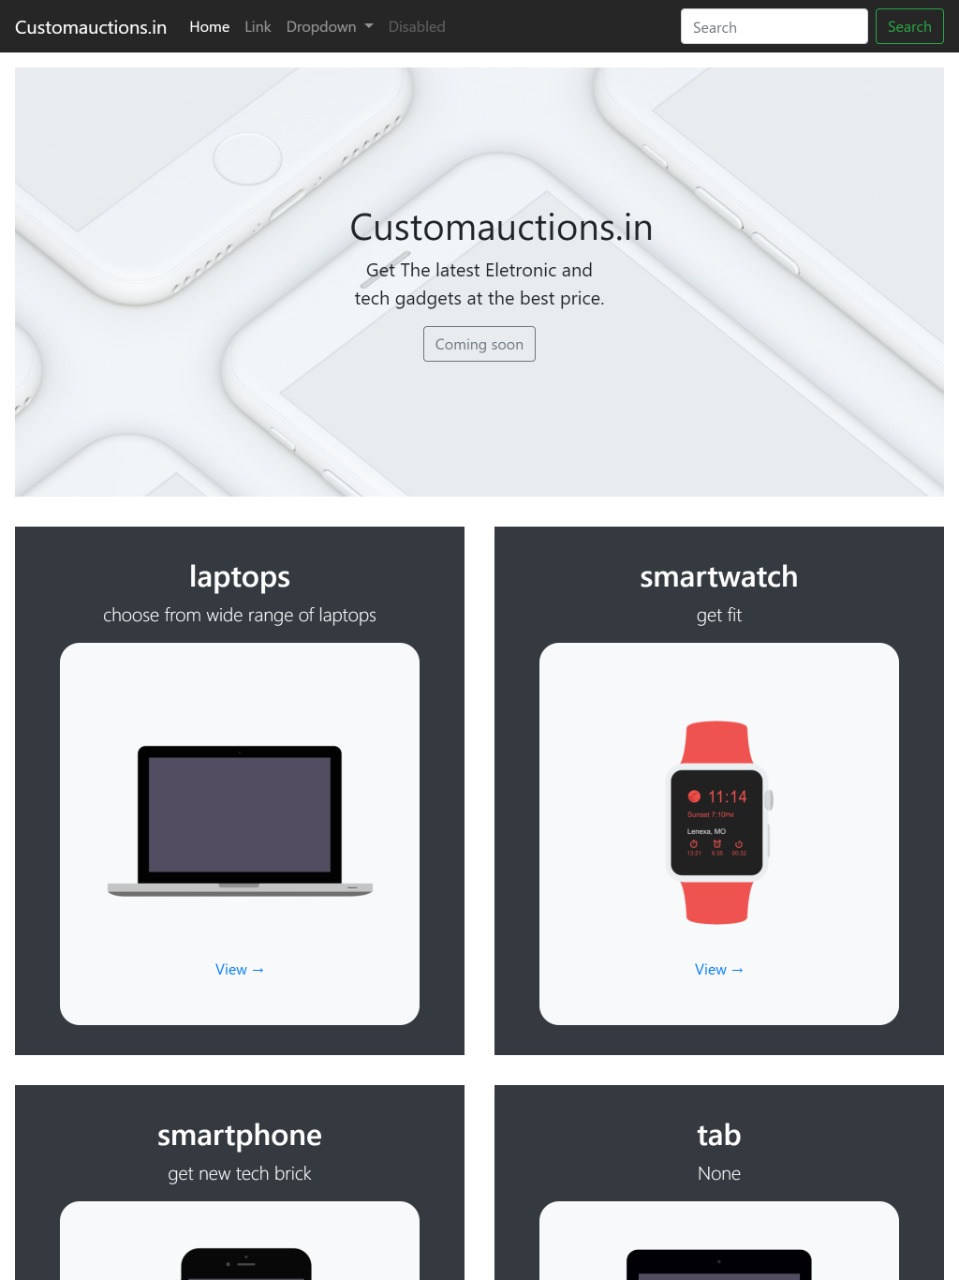 Customauctions.in Home Link Dropdown Disabled Search Search
Customauctions.in
Get The latest Eletronic and
tech gadgets at the best price.
Coming soon
laptops
choose from wide range of laptops
View →
smartwatch
get fit
11:14
Sunset 7:10PM
Lenexa, MO
13:21 6:35 00:32
View →
smartphone
get new tech brick
tab
None